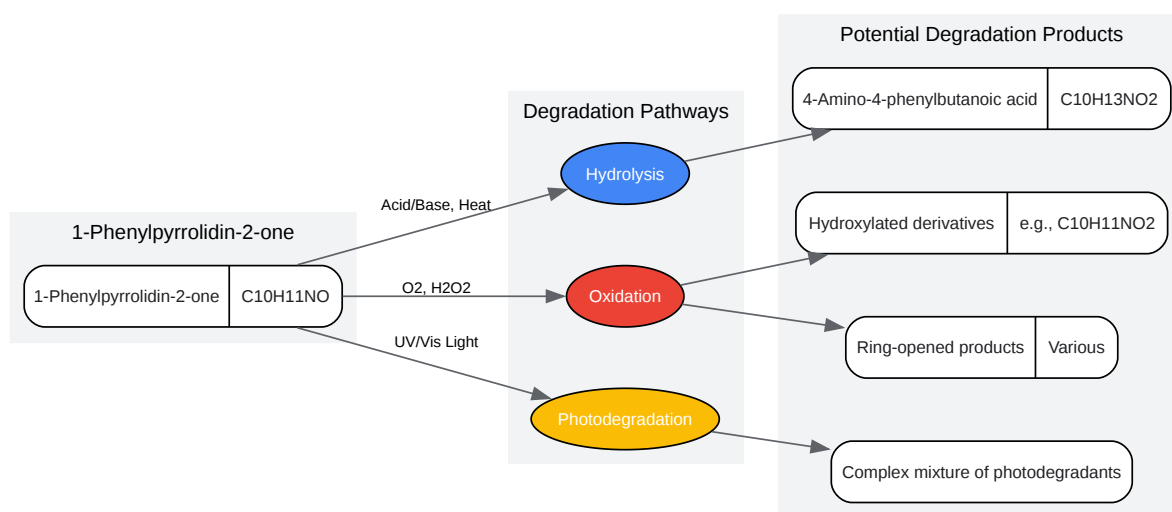 1-Phenylpyrrolidin-2-one
1-Phenylpyrrolidin-2-one
C10H11NO
Acid/Base, Heat
O2, H2O2
UV/Vis Light
Degradation Pathways
Hydrolysis
Oxidation
Photodegradation
Potential Degradation Products
4-Amino-4-phenylbutanoic acid
C10H13NO2
Hydroxylated derivatives
e.g., C10H11NO2
Ring-opened products
Various
Complex mixture of photodegradants